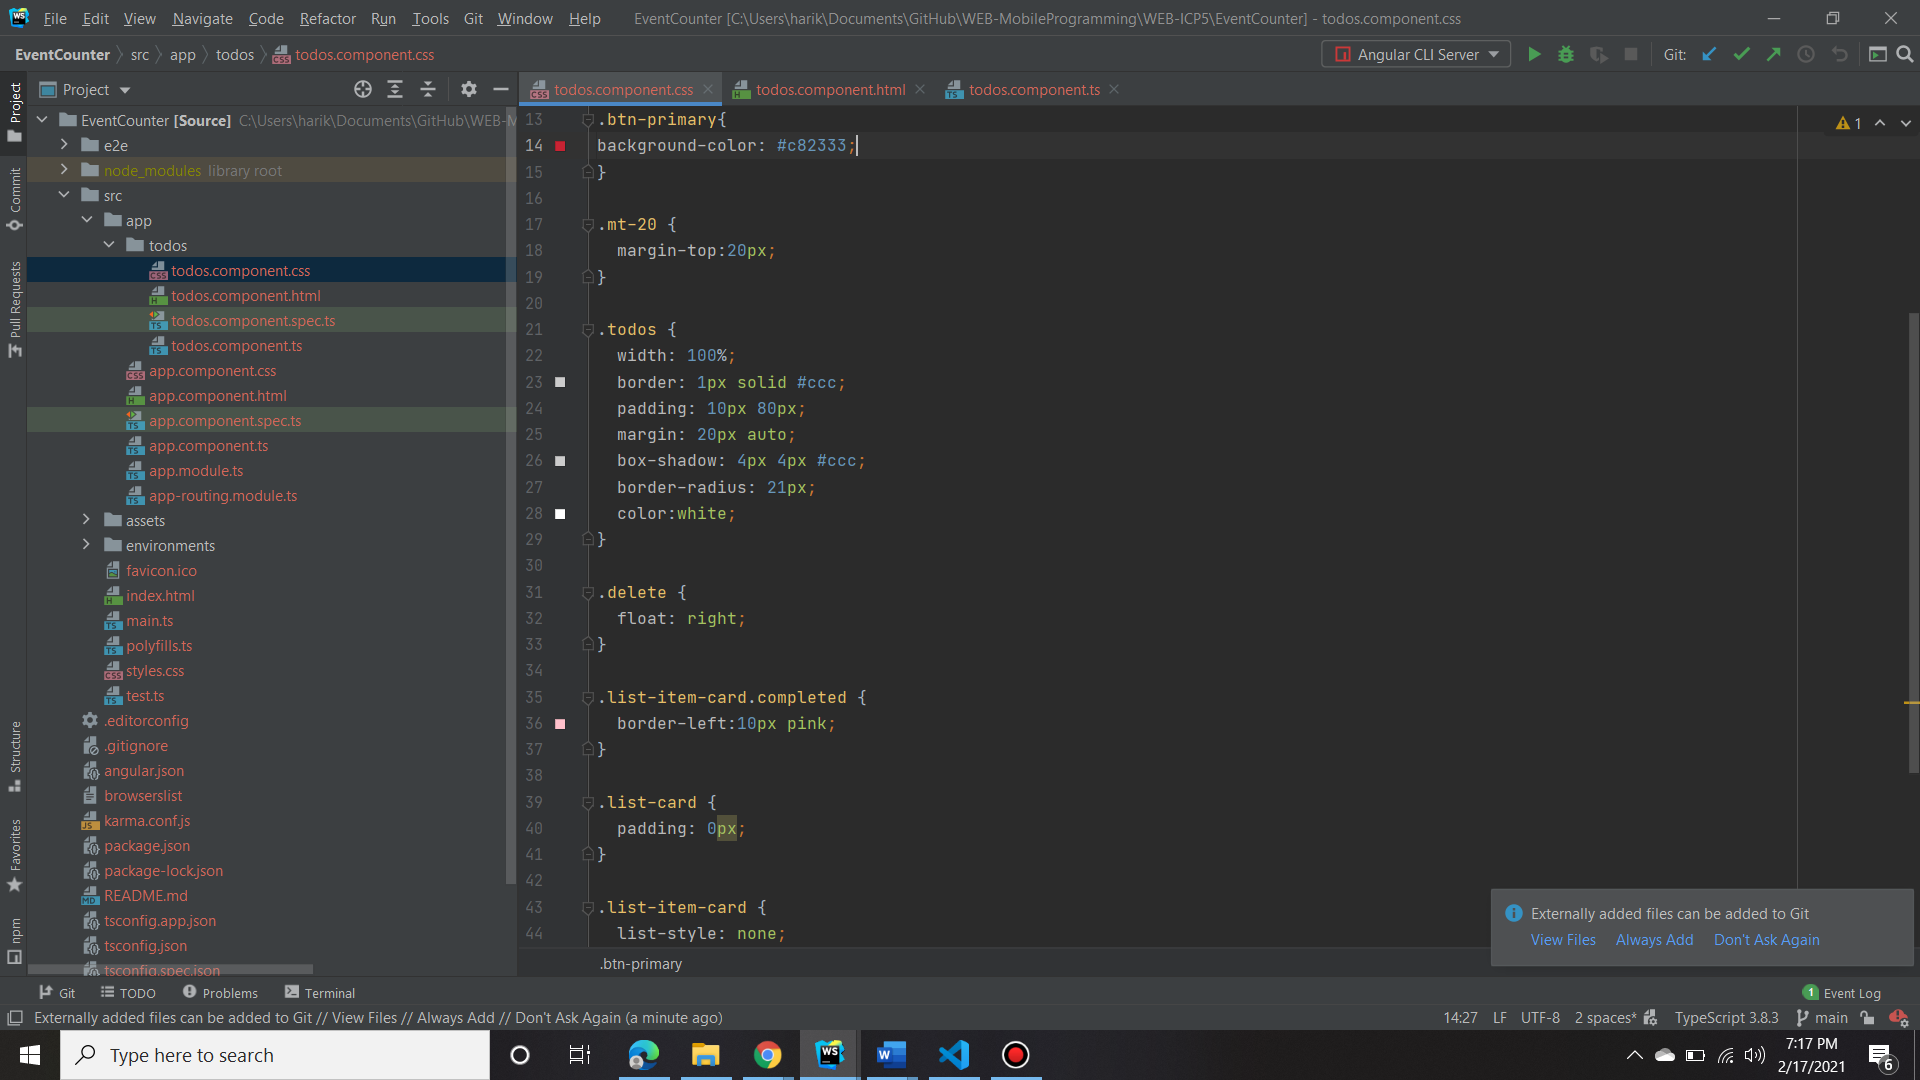 WS File Edit View Navigate Code Refactor Run Tools Git Window Help EventCounter [C:\Users\harik\Documents\GitHub\WEB-MobileProgramming\WEB-ICP5\EventCounter] - todos.component.css
EventCounter src app todos todos.component.css Angular CLI Server Git:
Project todos.component.css todos.component.html todos.component.ts
Project
Commit
Pull Requests
Structure
Favorites
npm
EventCounter [Source] C:\Users\harik\Documents\GitHub\WEB-M
e2e
node_modules library root
src
app
todos
todos.component.css
todos.component.html
todos.component.spec.ts
todos.component.ts
app.component.css
app.component.html
app.component.spec.ts
app.component.ts
app.module.ts
app-routing.module.ts
assets
environments
favicon.ico
index.html
main.ts
polyfills.ts
styles.css
test.ts
.editorconfig
.gitignore
angular.json
browserslist
karma.conf.js
package.json
package-lock.json
README.md
tsconfig.app.json
tsconfig.json
tsconfig.spec.json
1
13 .btn-primary{
14 background-color: #c82333;
15 }
16
17 .mt-20 {
18 margin-top:20px;
19 }
20
21 .todos {
22 width: 100%;
23 border: 1px solid #ccc;
24 padding: 10px 80px;
25 margin: 20px auto;
26 box-shadow: 4px 4px #ccc;
27 border-radius: 21px;
28 color:white;
29 }
30
31 .delete {
32 float: right;
33 }
34
35 .list-item-card.completed {
36 border-left:10px pink;
37 }
38
39 .list-card {
40 padding: 0px;
41 }
42
43 .list-item-card {
44 list-style: none;
.btn-primary
Externally added files can be added to Git
View Files Always Add Don't Ask Again
Git TODO Problems Terminal 1 Event Log
Externally added files can be added to Git // View Files // Always Add // Don't Ask Again (a minute ago) 14:27 LF UTF-8 2 spaces* TypeScript 3.8.3 main
Type here to search WS W 7:17 PM
2/17/2021 6